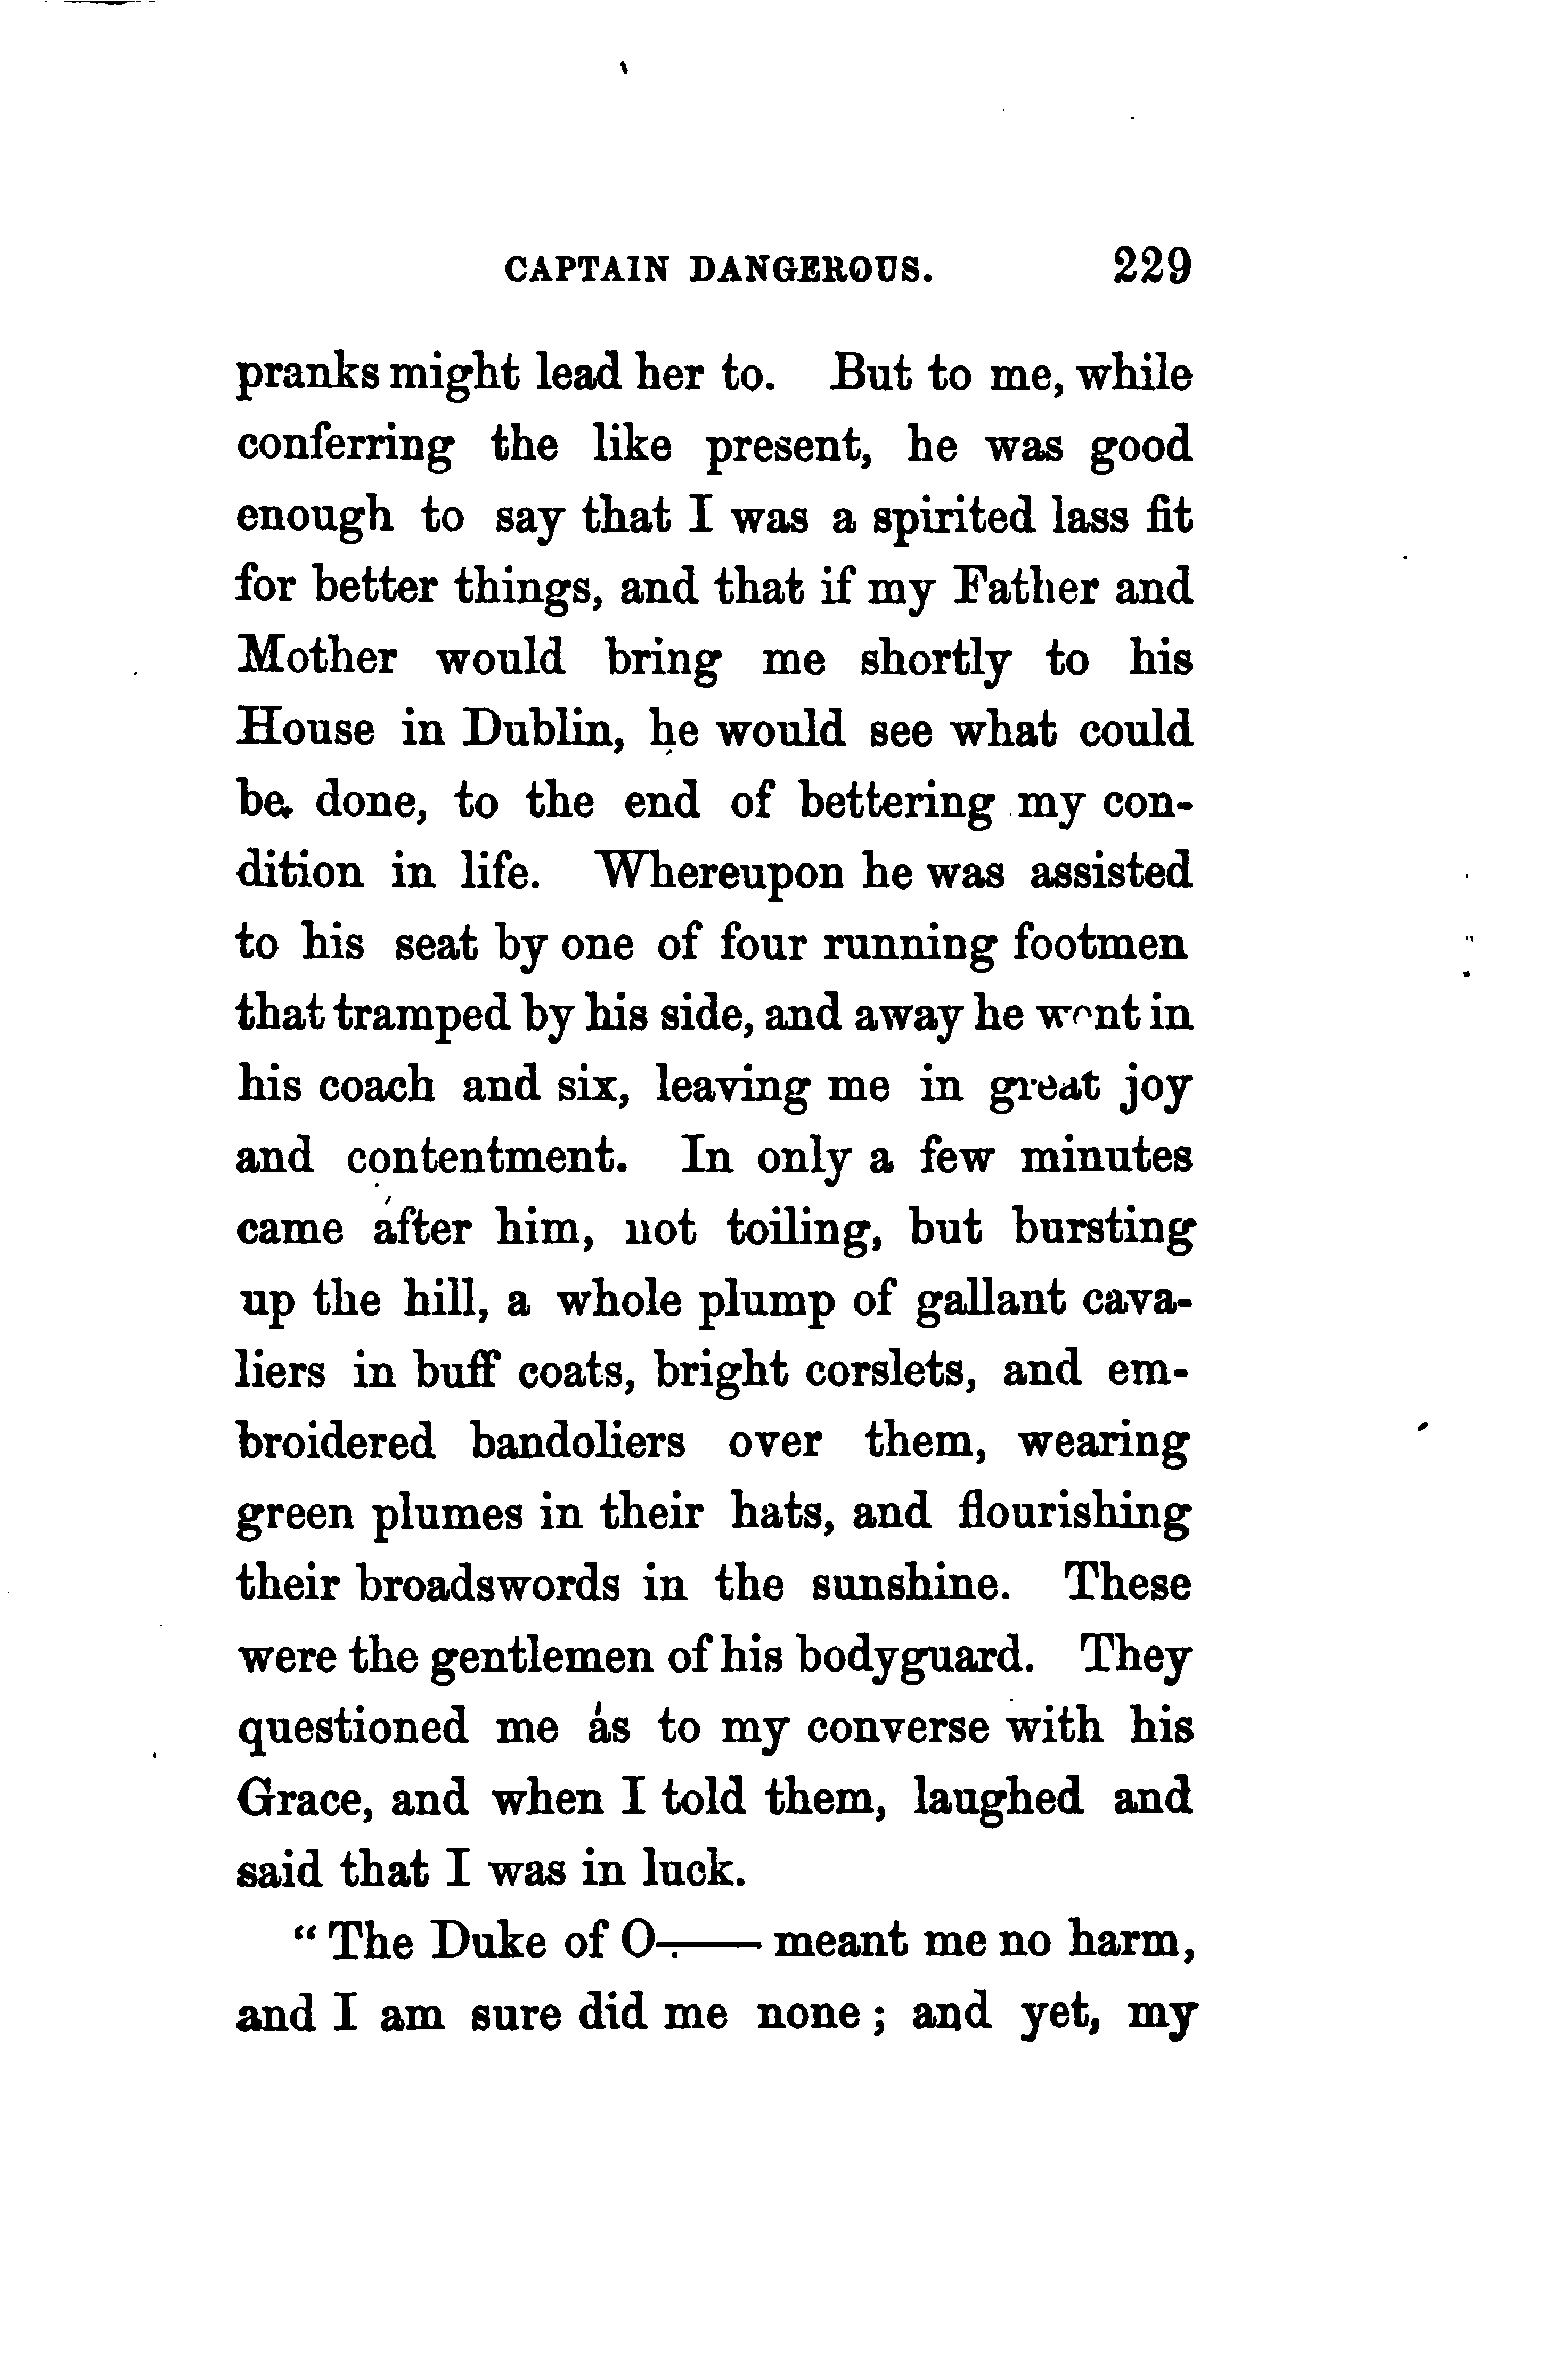 CAPTAIN DANGEROUS. 229
pranks might lead her to. But to me, while
conferring the like present, he was good
enough to say that I was a spirited lass fit
for better things, and that if my Father and
Mother would bring me shortly to his
House in Dublin, he would see what could
be done, to the end of bettering my con-
dition in life. Whereupon he was assisted
to his seat by one of four running footmen
that tramped by his side, and away he went in
his coach and six, leaving me in great joy
and contentment. In only a few minutes
came after him, not toiling, but bursting
up the hill, a whole plump of gallant cava-
liers in buff coats, bright corslets, and em-
broidered bandoliers over them, wearing
green plumes in their hats, and flourishing
their broadswords in the sunshine. These
were the gentlemen of his bodyguard. They
questioned me as to my converse with his
Grace, and when I told them, laughed and
said that I was in luck.
“The Duke of O—— meant me no harm,
and I am sure did me none; and yet, my